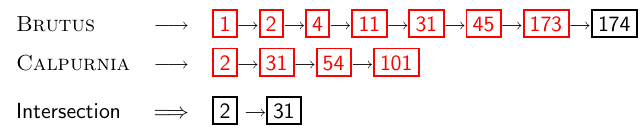 BRUTUS ⟶ 1 → 2 → 4 → 11 → 31 → 45 → 173 → 174
CALPURNIA ⟶ 2 → 31 → 54 → 101
Intersection ⟹ 2 → 31